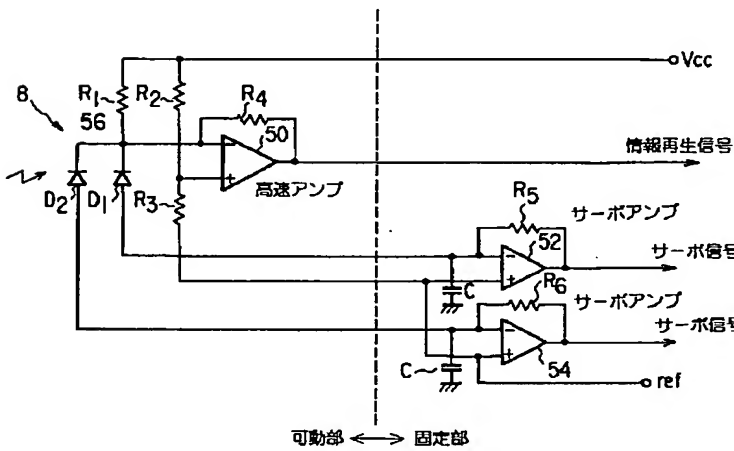 Vcc
8
R1
56
R2
R4
50
情報再生信号
高速アンプ
D2
D1
R3
R5
サーボアンプ
52
サーボ信号
C
R6
サーボアンプ
サーボ信号
54
C
ref
可動部
固定部